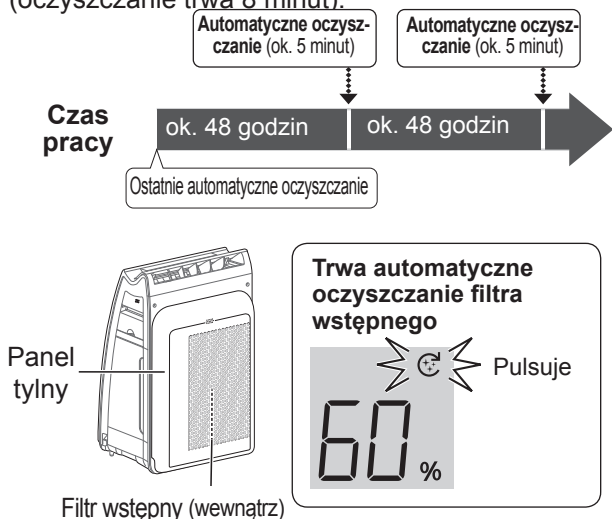 (oczyszczanie trwa 8 minut).
Automatyczne oczysz-
czanie (ok. 5 minut)
Automatyczne oczysz-
czanie (ok. 5 minut)
Czas
pracy
ok. 48 godzin
ok. 48 godzin
Ostatnie automatyczne oczyszczanie
Trwa automatyczne
oczyszczanie filtra
wstępnego
Pulsuje
60 %
Panel
tylny
Filtr wstępny (wewnątrz)